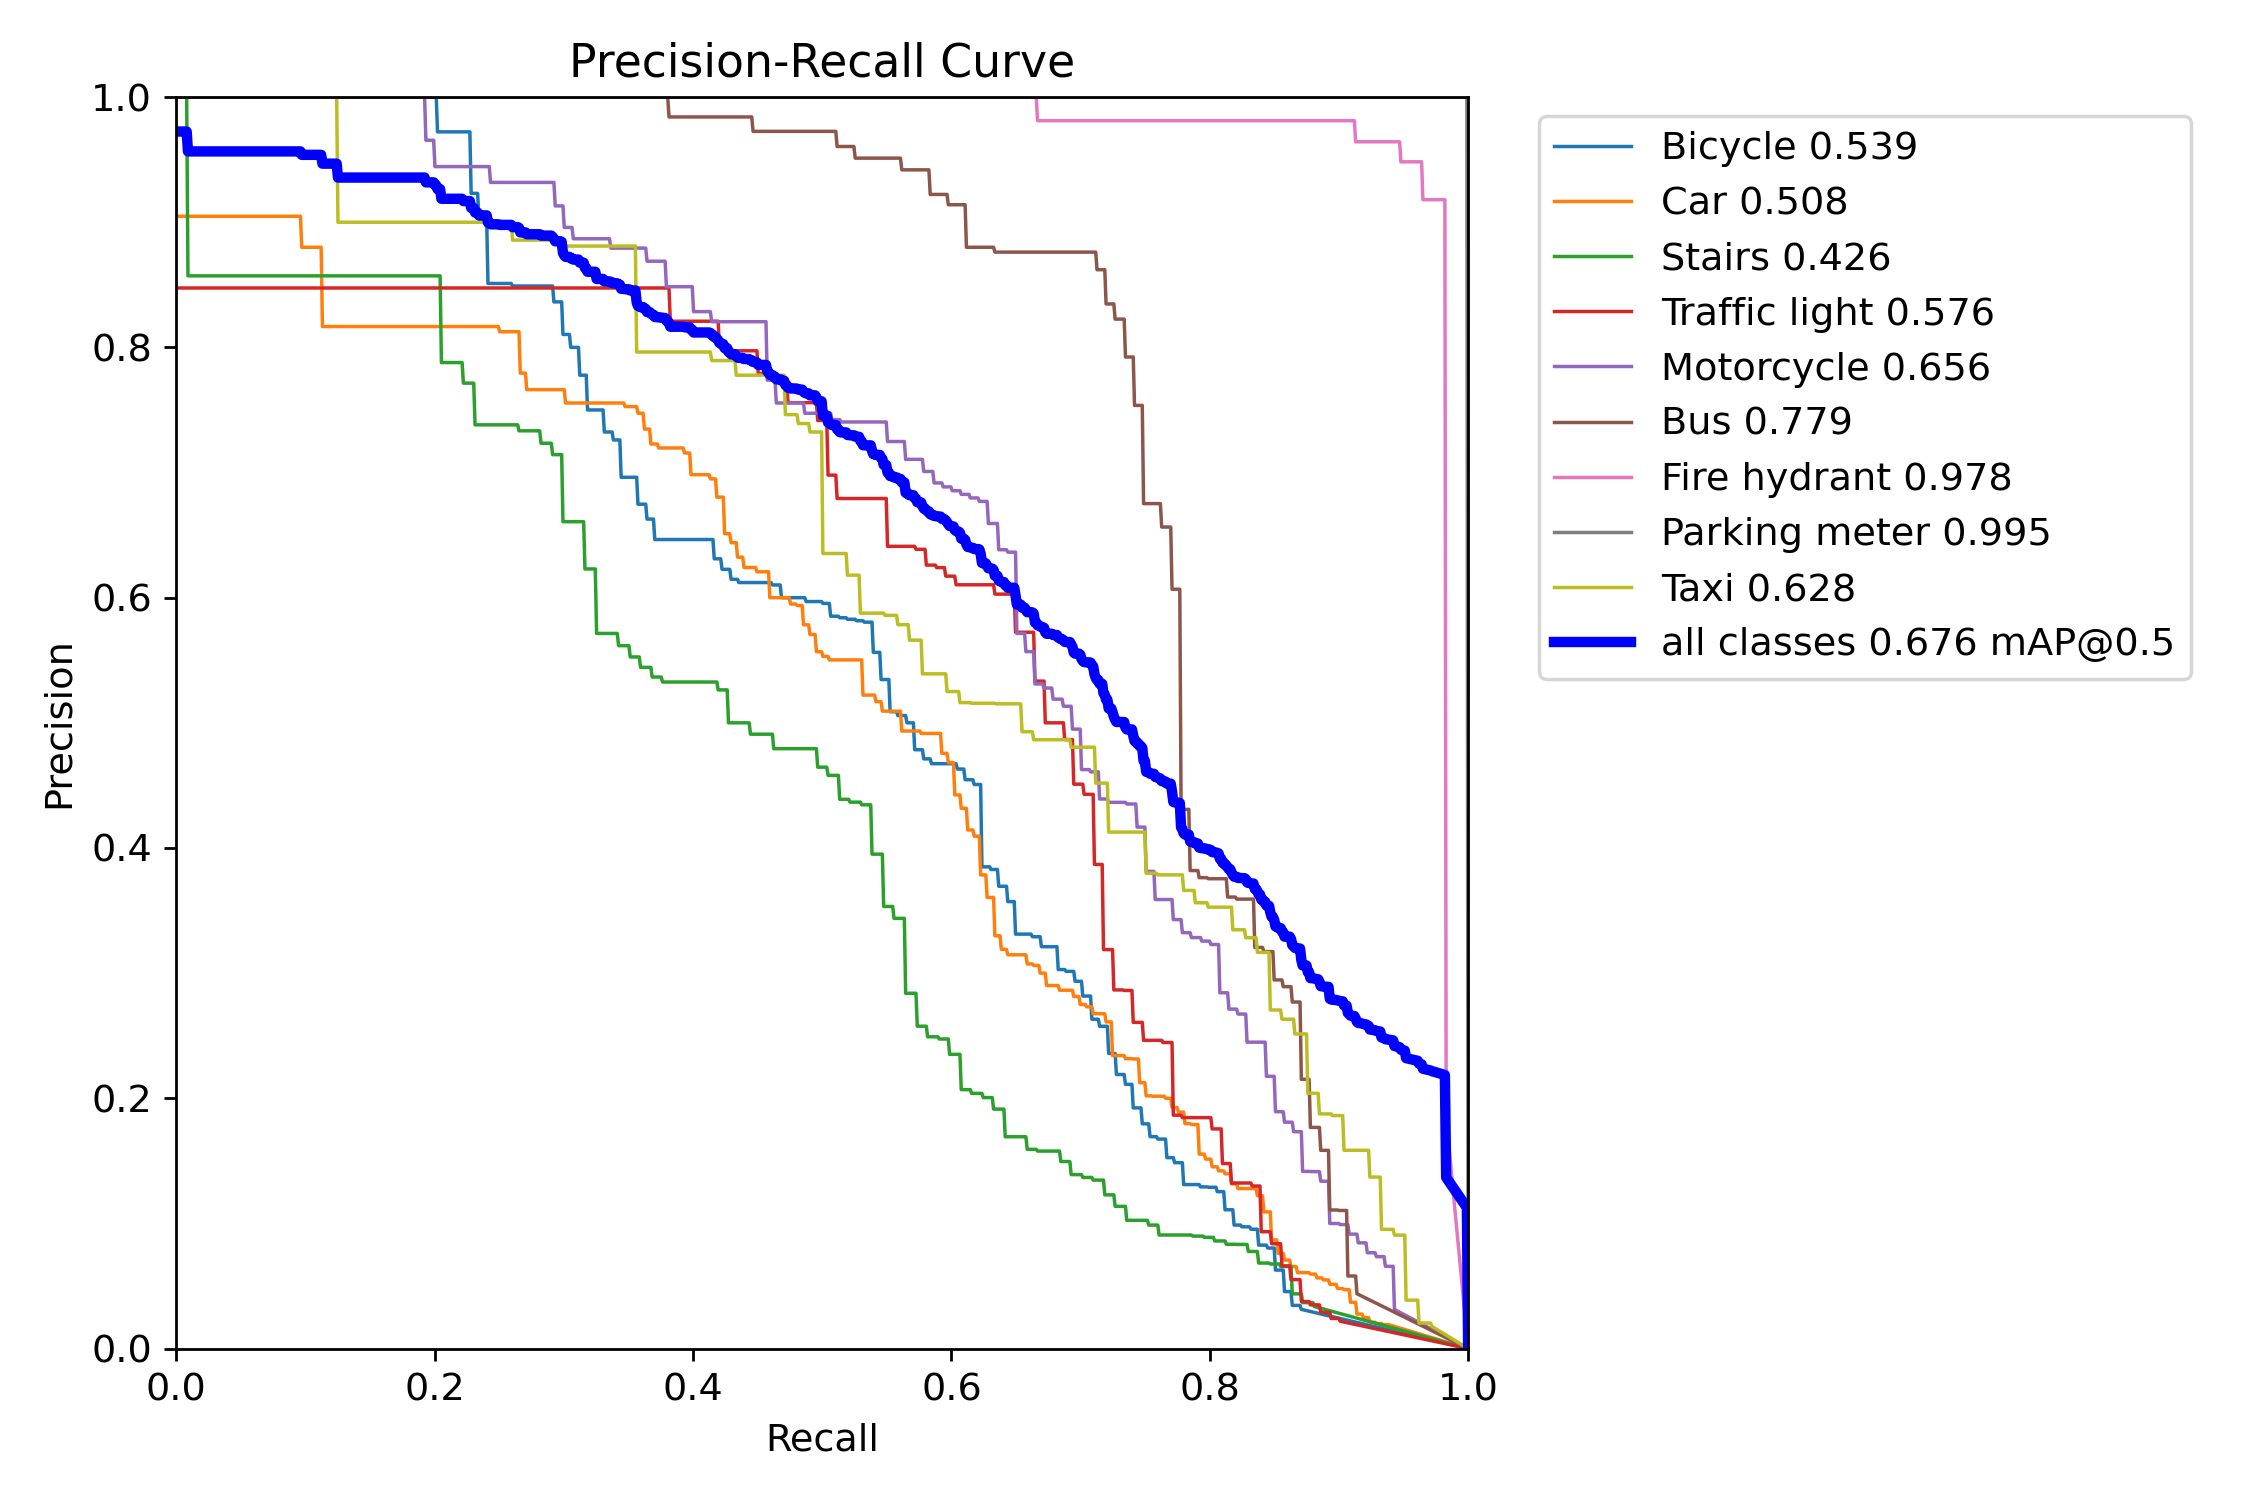 Precision-Recall Curve
1.0
0.8
0.6
0.4
0.2
0.0
Precision
0.0 0.2 0.4 0.6 0.8 1.0
Recall
Bicycle 0.539
Car 0.508
Stairs 0.426
Traffic light 0.576
Motorcycle 0.656
Bus 0.779
Fire hydrant 0.978
Parking meter 0.995
Taxi 0.628
all classes 0.676 mAP@0.5